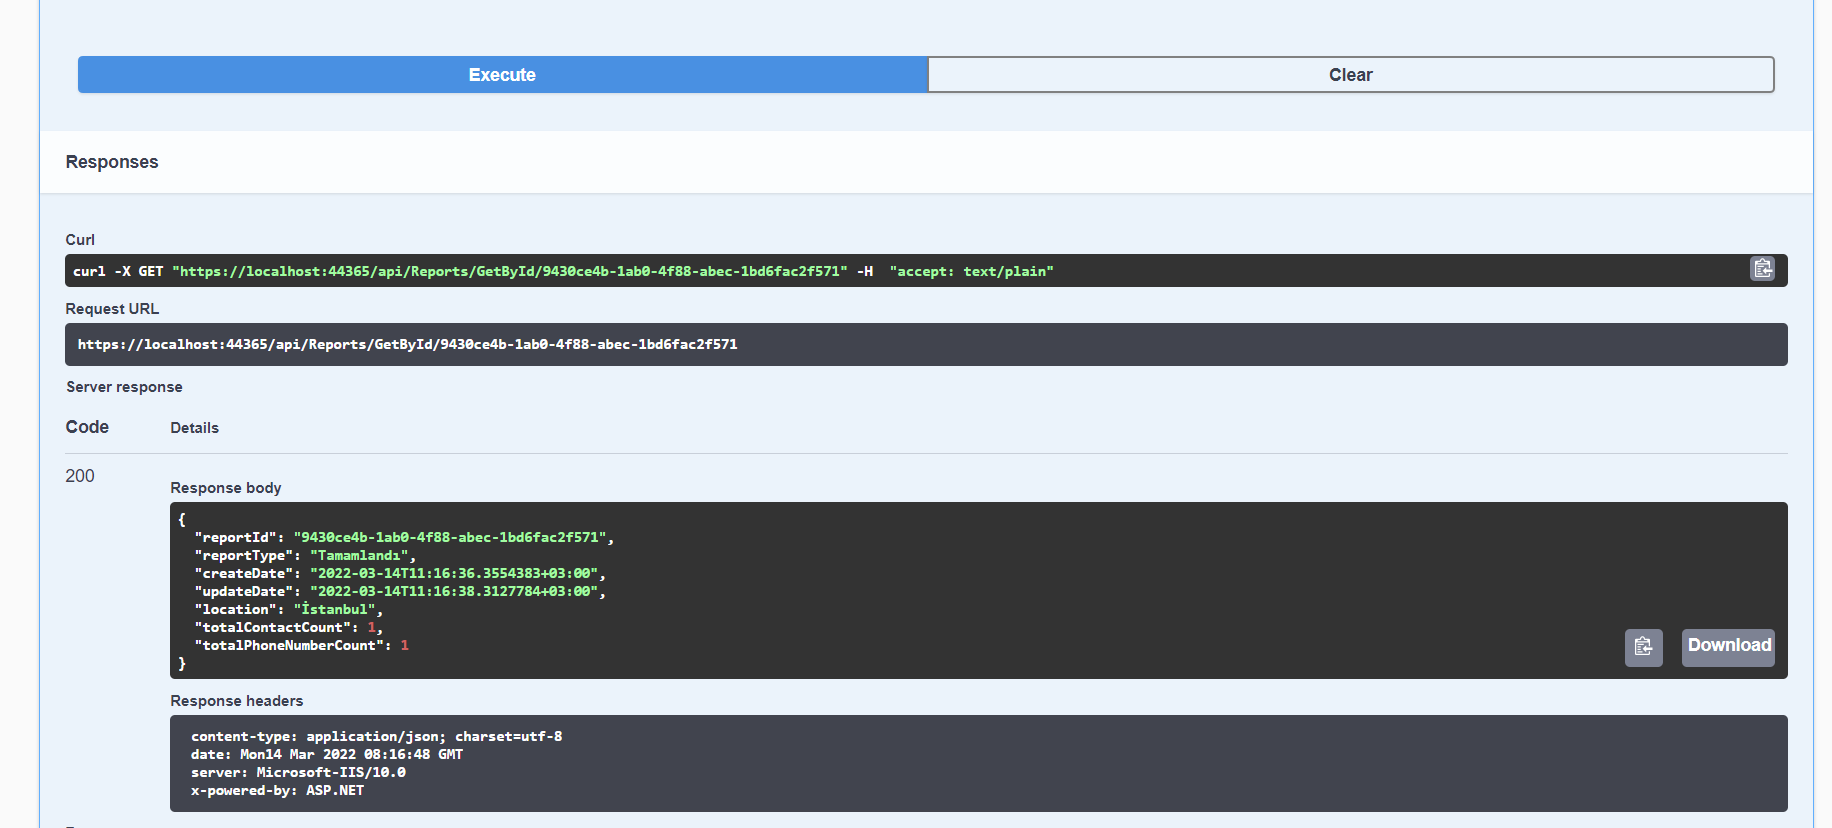 Execute
Clear
Responses
Curl
curl -X GET "https://localhost:44365/api/Reports/GetById/9430ce4b-1ab0-4f88-abec-1bd6fac2f571" -H  "accept: text/plain"
Request URL
https://localhost:44365/api/Reports/GetById/9430ce4b-1ab0-4f88-abec-1bd6fac2f571
Server response
Code
Details
200
Response body
{
  "reportId": "9430ce4b-1ab0-4f88-abec-1bd6fac2f571",
  "reportType": "Tamamlandı",
  "createDate": "2022-03-14T11:16:36.3554383+03:00",
  "updateDate": "2022-03-14T11:16:38.3127784+03:00",
  "location": "İstanbul",
  "totalContactCount": 1,
  "totalPhoneNumberCount": 1
}
Download
Response headers
content-type: application/json; charset=utf-8
date: Mon14 Mar 2022 08:16:48 GMT
server: Microsoft-IIS/10.0
x-powered-by: ASP.NET